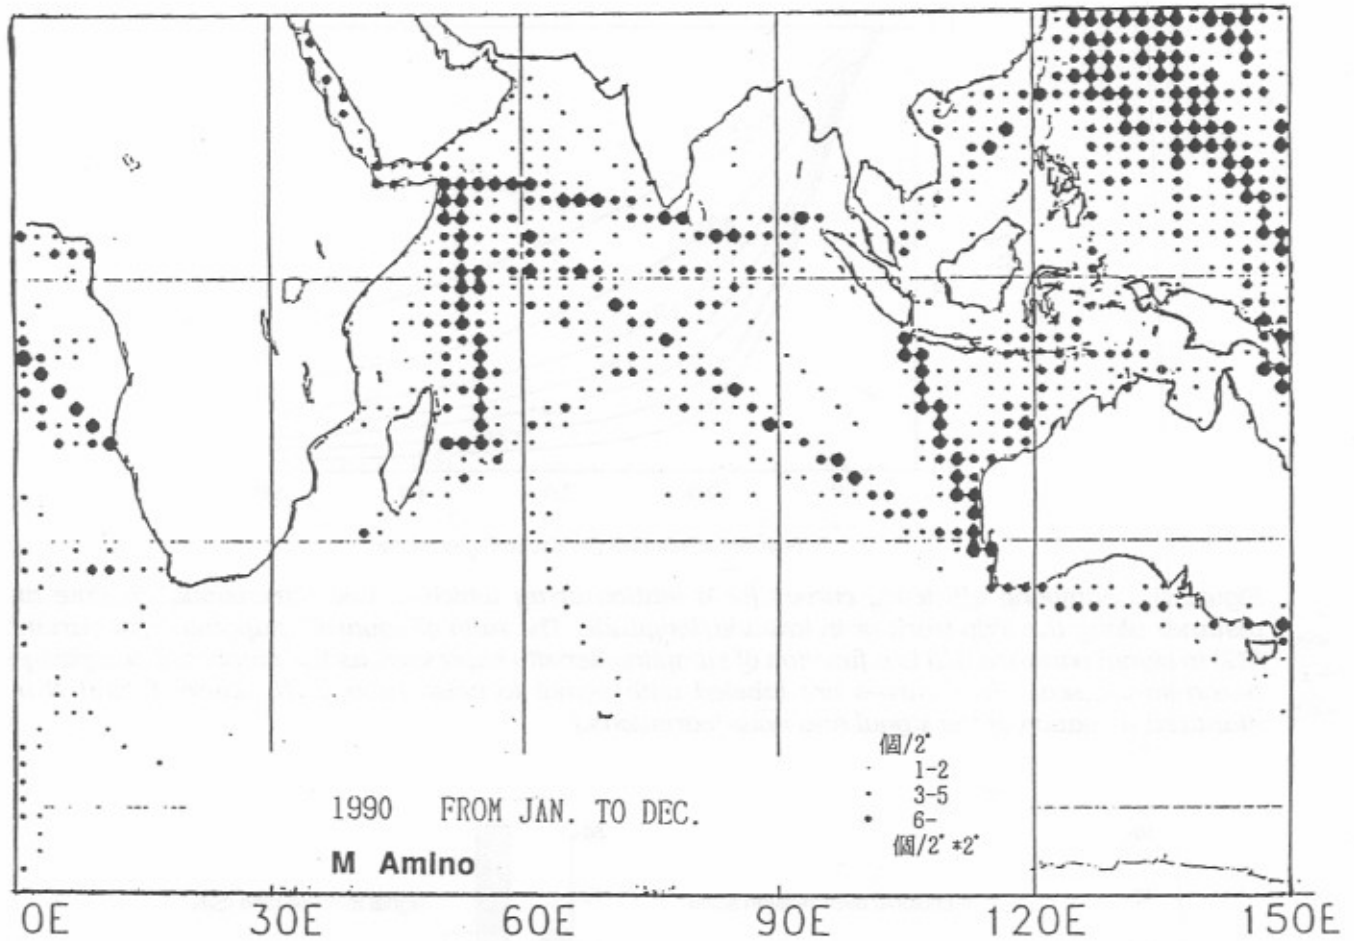 個/2°
1-2
3-5
6-
個/2° *2°
1990 FROM JAN. TO DEC.
M Amino
0E 30E 60E 90E 120E 150E